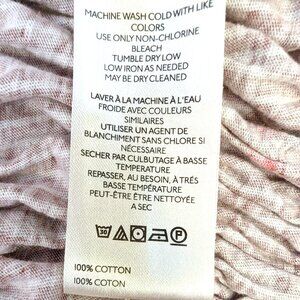 MACHINE WASH COLD WITH LIKE
COLORS
USE ONLY NON-CHLORINE
BLEACH
TUMBLE DRY LOW
LOW IRON AS NEEDED
MAY BE DRY CLEANED
LAVER À LA MACHINE À L'EAU
FROIDE AVEC COULEURS
SIMILAIRES
UTILISER UN AGENT DE
BLANCHIMENT SANS CHLORE SI
NÉCESSAIRE
SECHER PAR CULBUTAGE À BASSE
TEMPERATURE
REPASSER, AU BESOIN, À TRÉS
BASSE TEMPÉRATURE
PEUT-ÊTRE ÊTRE NETTOYÉE
A SEC
30
P
100% COTTON
100% COTON